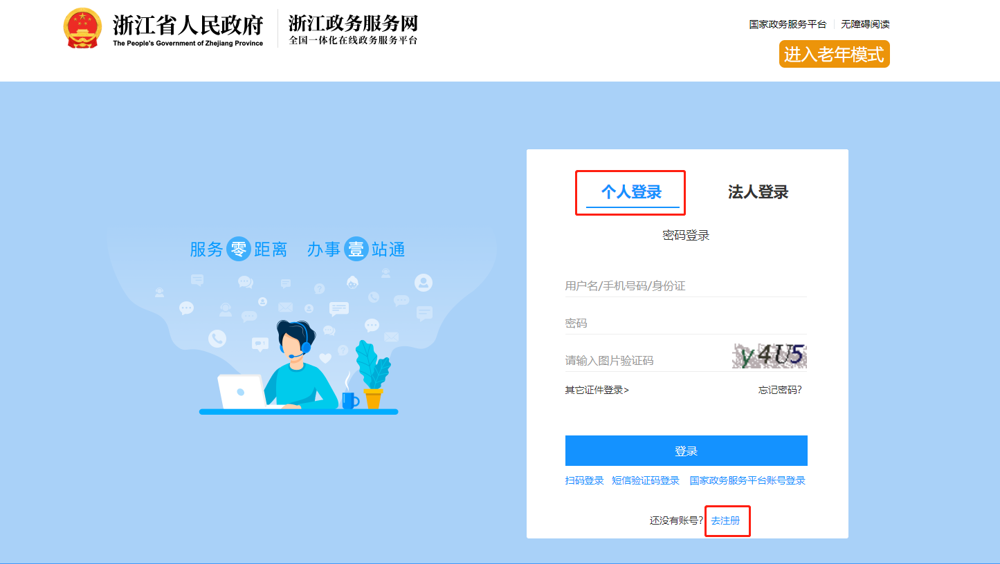 浙江省人民政府
The People's Government of Zhejiang Province
浙江政务服务网
全国一体化在线政务服务平台
国家政务服务平台 无障碍阅读
进入老年模式
服务零距离 办事壹站通
个人登录 法人登录
密码登录
用户名/手机号码/身份证
密码
请输入图片验证码 y4U5
其它证件登录> 忘记密码?
登录
扫码登录 短信验证码登录 国家政务服务平台账号登录
还没有账号? 去注册